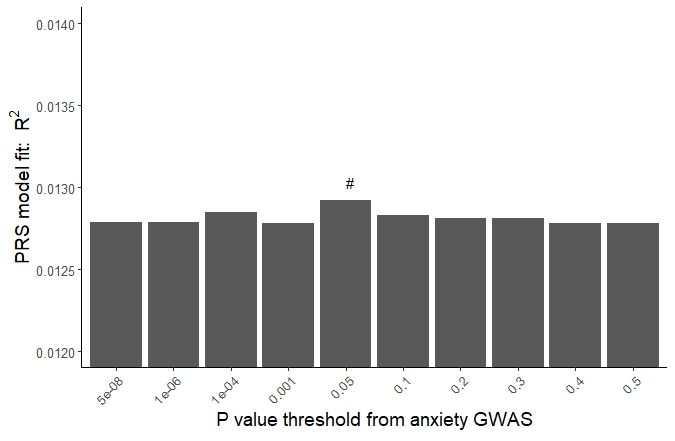 PRS model fit: R²
0.0140
0.0135
0.0130
0.0125
0.0120
#
5e-08 1e-06 1e-04 0.001 0.05 0.1 0.2 0.3 0.4 0.5
P value threshold from anxiety GWAS